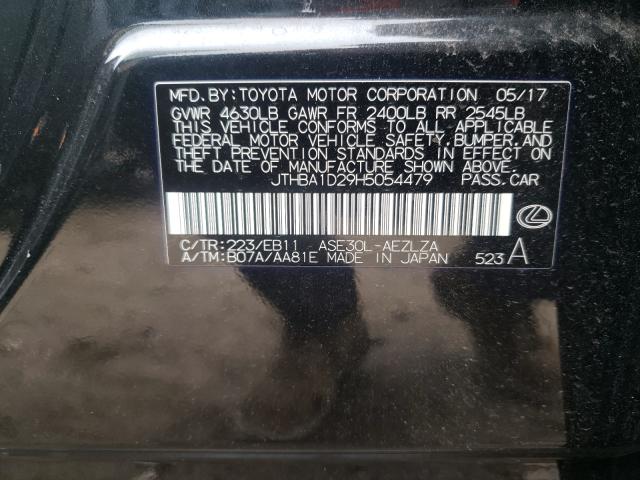 MFD.BY:TOYOTA MOTOR CORPORATION 05/17
GVWR 4630LB GAWR FR 2400LB RR 2545LB
THIS VEHICLE CONFORMS TO ALL APPLICABLE
FEDERAL MOTOR VEHICLE SAFETY,BUMPER,AND
THEFT PREVENTION STANDARDS IN EFFECT ON
THE DATE OF MANUFACTURE SHOWN ABOVE.
JTHBA1D29H5054479 PASS.CAR
C/TR:223/EB11 ASE30L-AEZLZA
A/TM:B07A/AA81E MADE IN JAPAN 523A